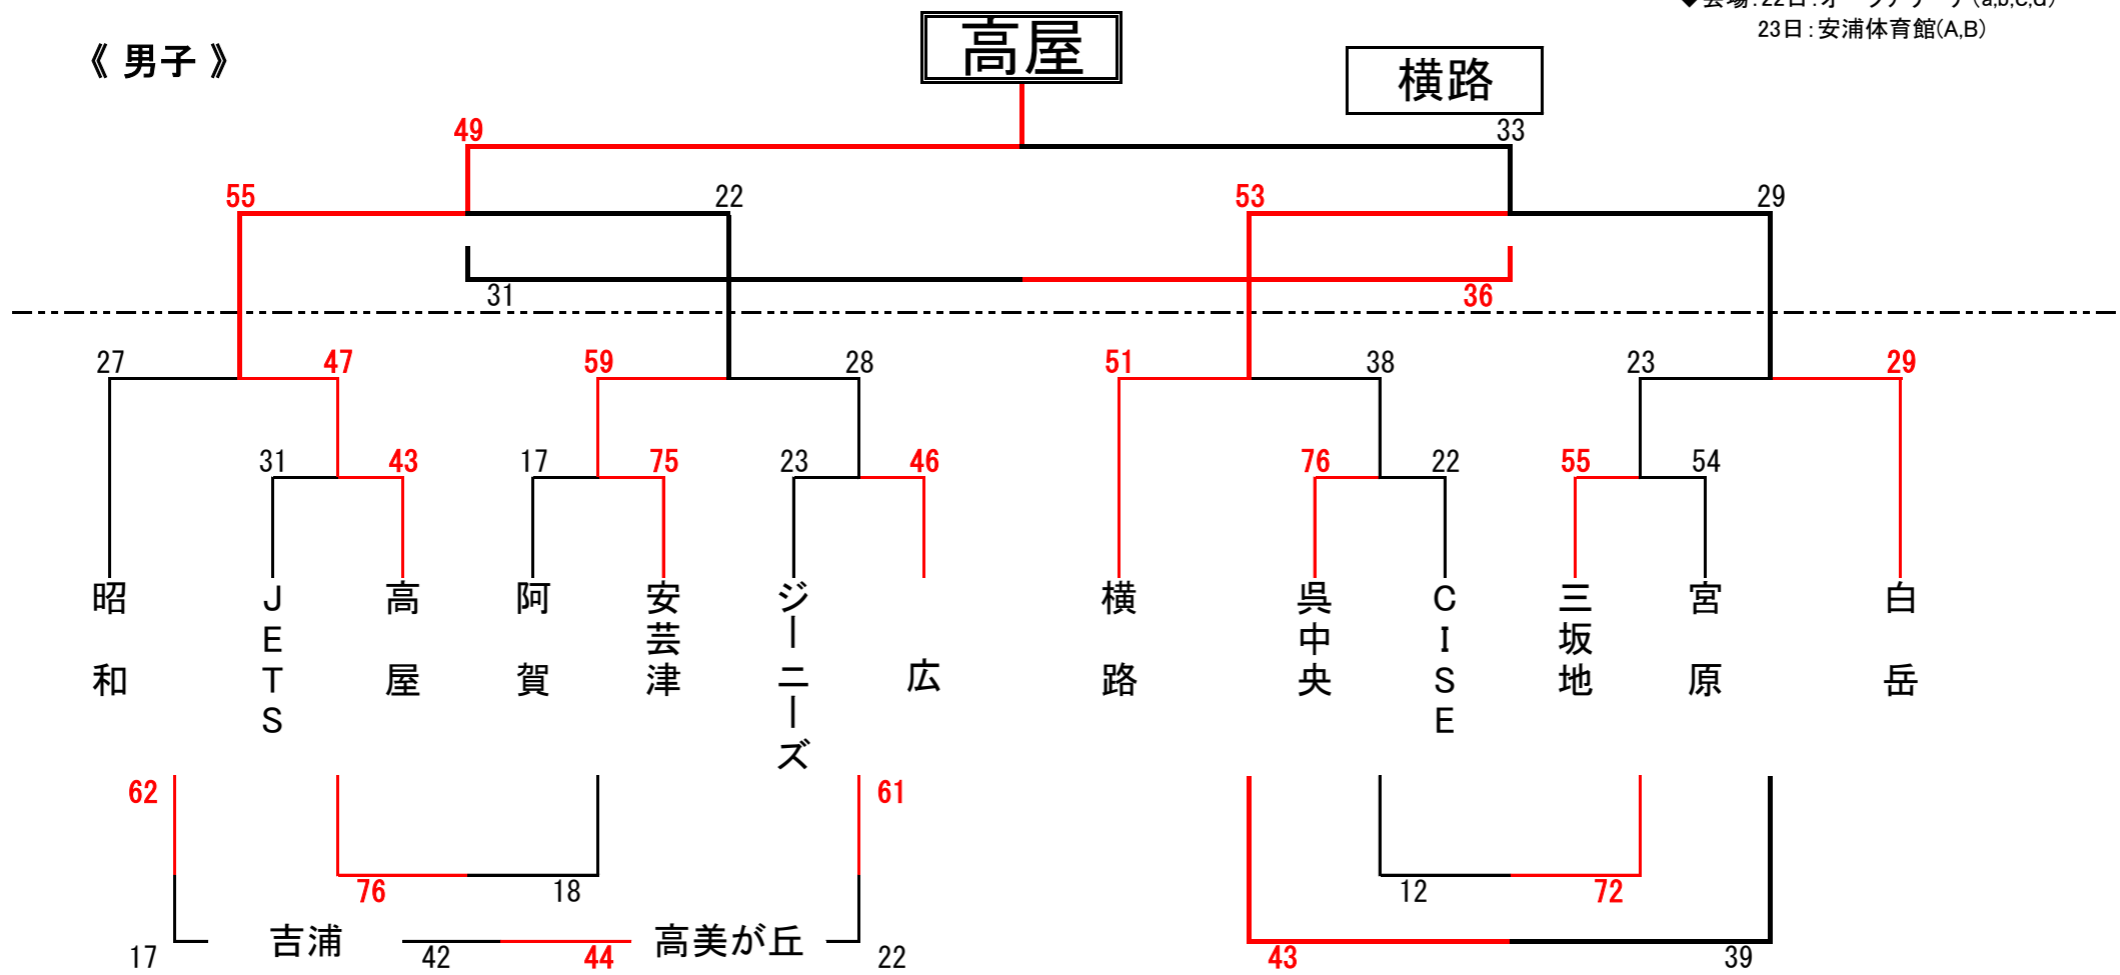 23日：安浦体育館(A,B)
《 男子 》
高屋
横路
49
33
55
22
53
29
31
36
27
47
59
28
51
38
23
29
31
43
17
75
23
46
76
22
55
54
昭和
JETS
高屋
阿賀
安芸津
ジーニーズ
広
横路
呉中央
CISE
三坂地
宮原
白岳
62
61
76
18
12
72
17
吉浦
42
44
高美が丘
22
43
39